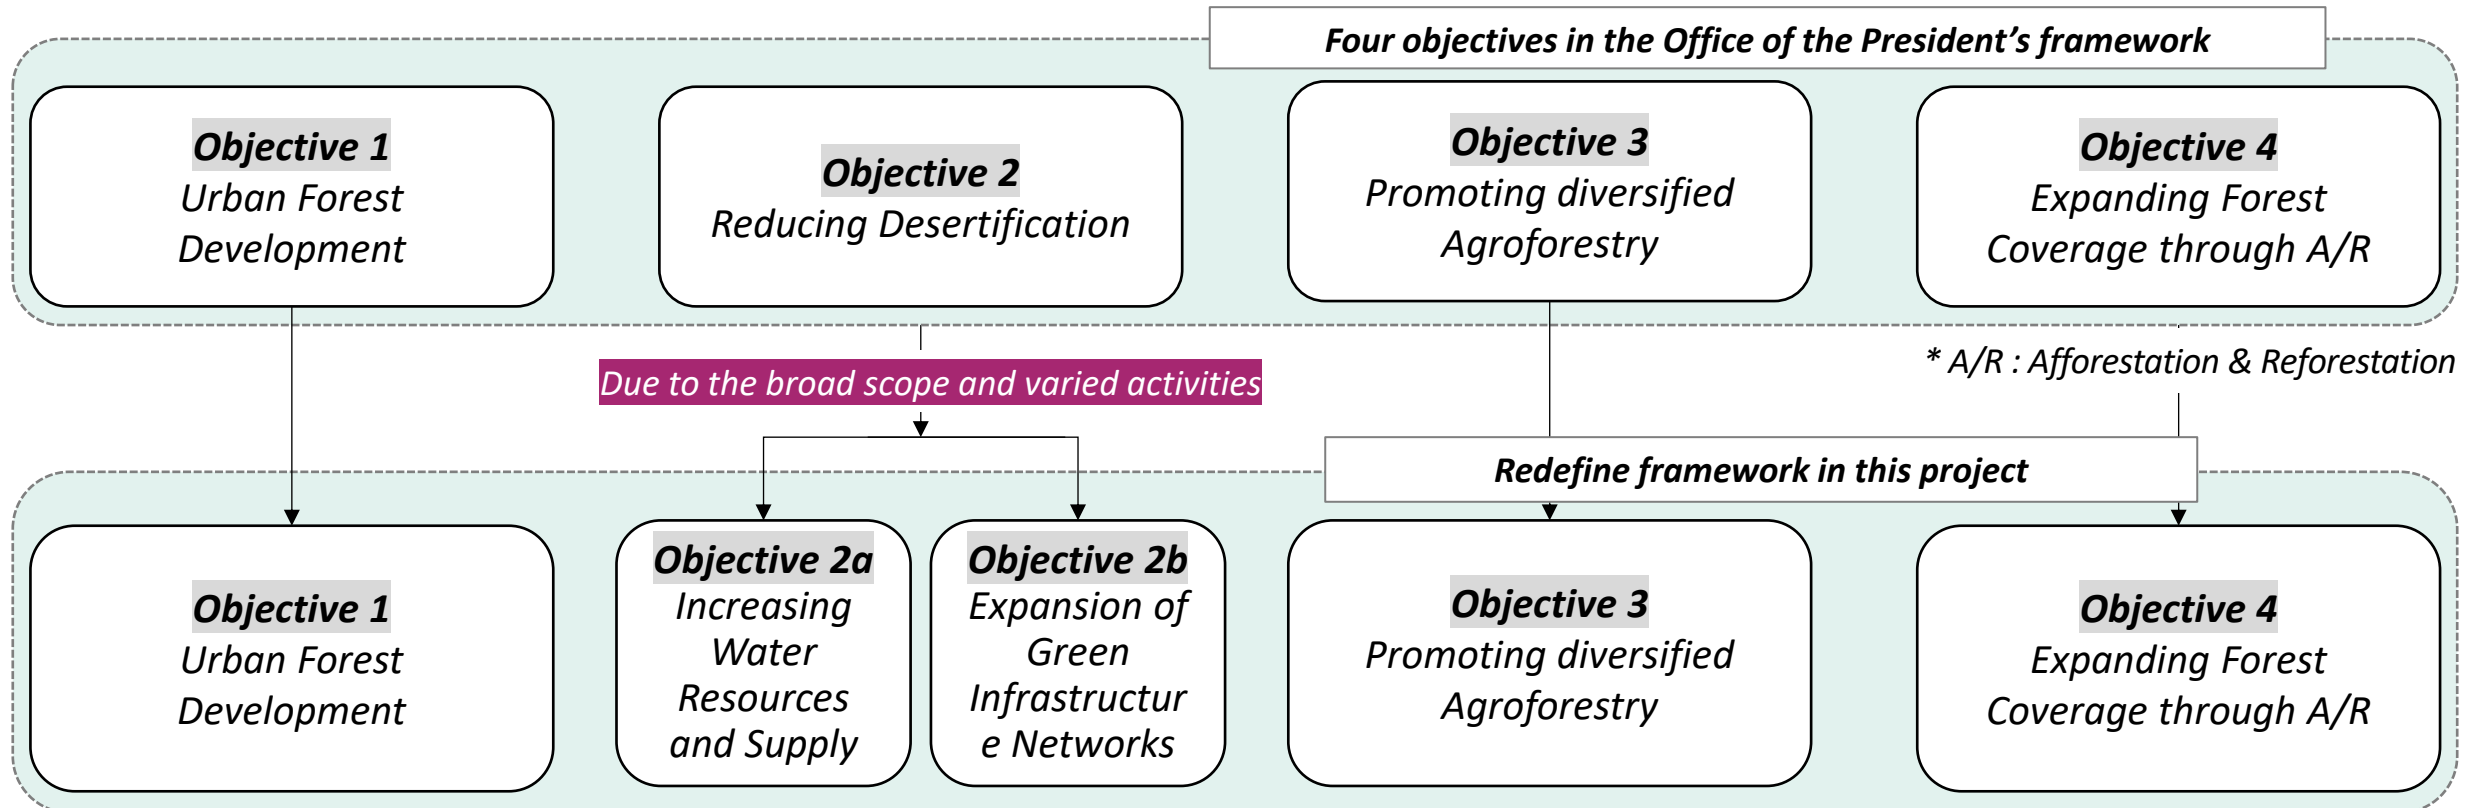 Four objectives in the Office of the President’s framework
Objective 1
Urban Forest
Development
Objective 2
Reducing Desertification
Objective 3
Promoting diversified
Agroforestry
Objective 4
Expanding Forest
Coverage through A/R
Due to the broad scope and varied activities
* A/R : Afforestation & Reforestation
Redefine framework in this project
Objective 1
Urban Forest
Development
Objective 2a
Increasing
Water
Resources
and Supply
Objective 2b
Expansion of
Green
Infrastructur
e Networks
Objective 3
Promoting diversified
Agroforestry
Objective 4
Expanding Forest
Coverage through A/R